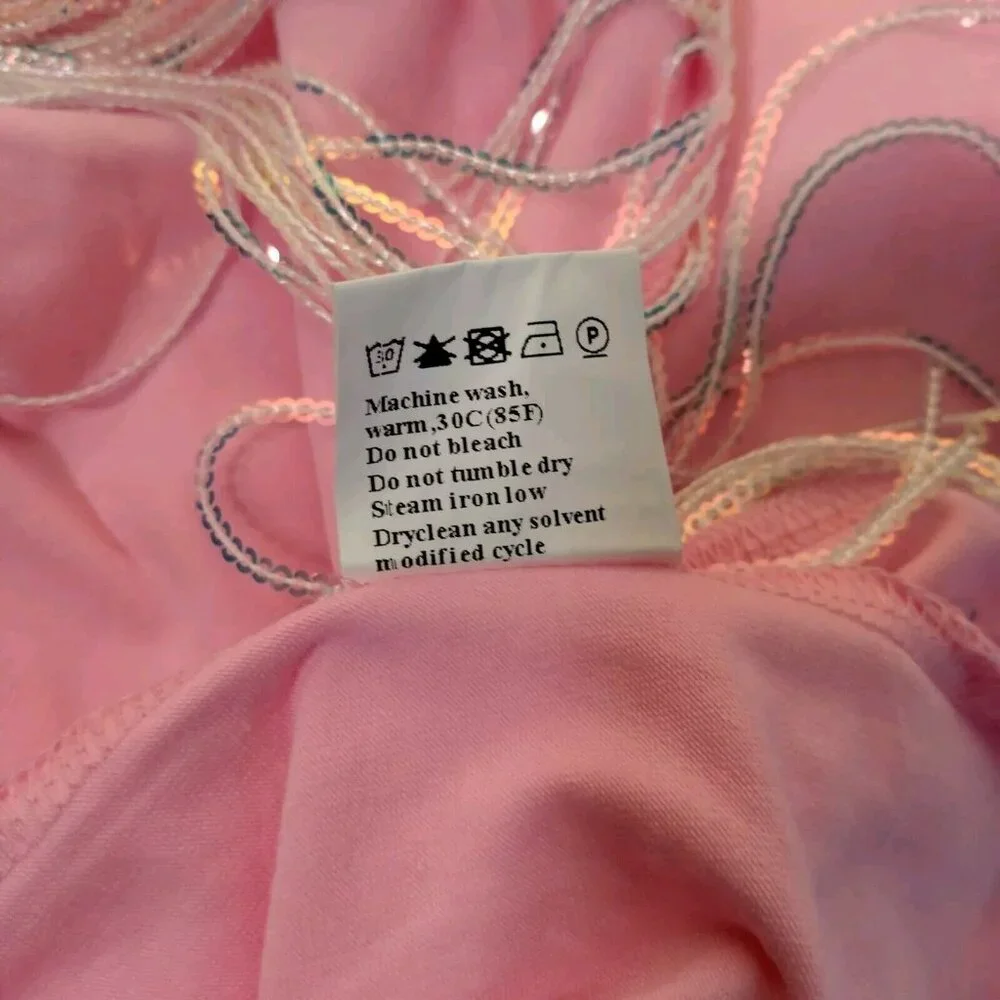 30 P
Machine wash,
warm,30C(85F)
Do not bleach
Do not tumble dry
Steam iron low
Dryclean any solvent
modified cycle